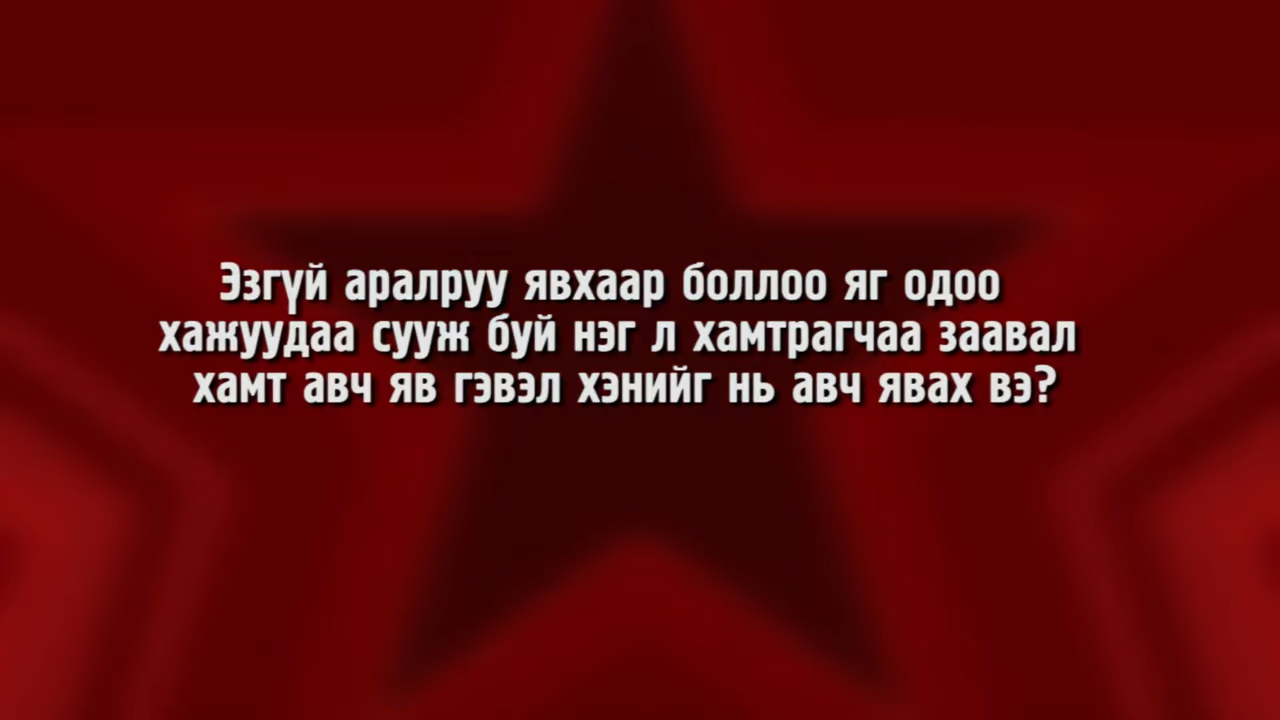 Эзгүй аралруу явхаар боллоо яг одоо
хажуудаа сууж буй нэг л хамтрагчаа заавал
хамт авч яв гэвэл хэнийг нь авч явах вэ?